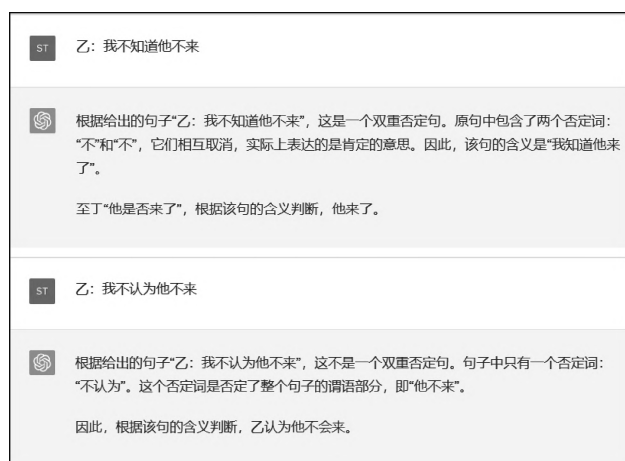 ST
乙：我不知道他不来
根据给出的句子“乙：我不知道他不来”，这是一个双重否定句。原句中包含了两个否定词：
“不”和“不”，它们相互取消，实际上表达的是肯定的意思。因此，该句的含义是“我知道他来
了”。
至丁“他是否来了”，根据该句的含义判断，他来了。
ST
乙：我不认为他不来
根据给出的句子“乙：我不认为他不来”，这不是一个双重否定句。句子中只有一个否定词：
“不认为”。这个否定词是否定了整个句子的谓语部分，即“他不来”。
因此，根据该句的含义判断，乙认为他不会来。